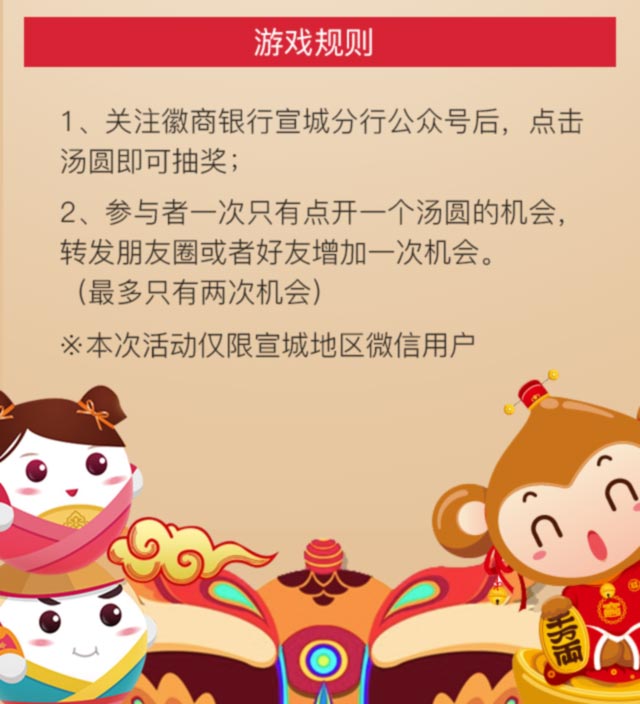 游戏规则
1、关注徽商银行宣城分行公众号后，点击
汤圆即可抽奖；
2、参与者一次只有点开一个汤圆的机会，
转发朋友圈或者好友增加一次机会。
（最多只有两次机会）
※本次活动仅限宣城地区微信用户